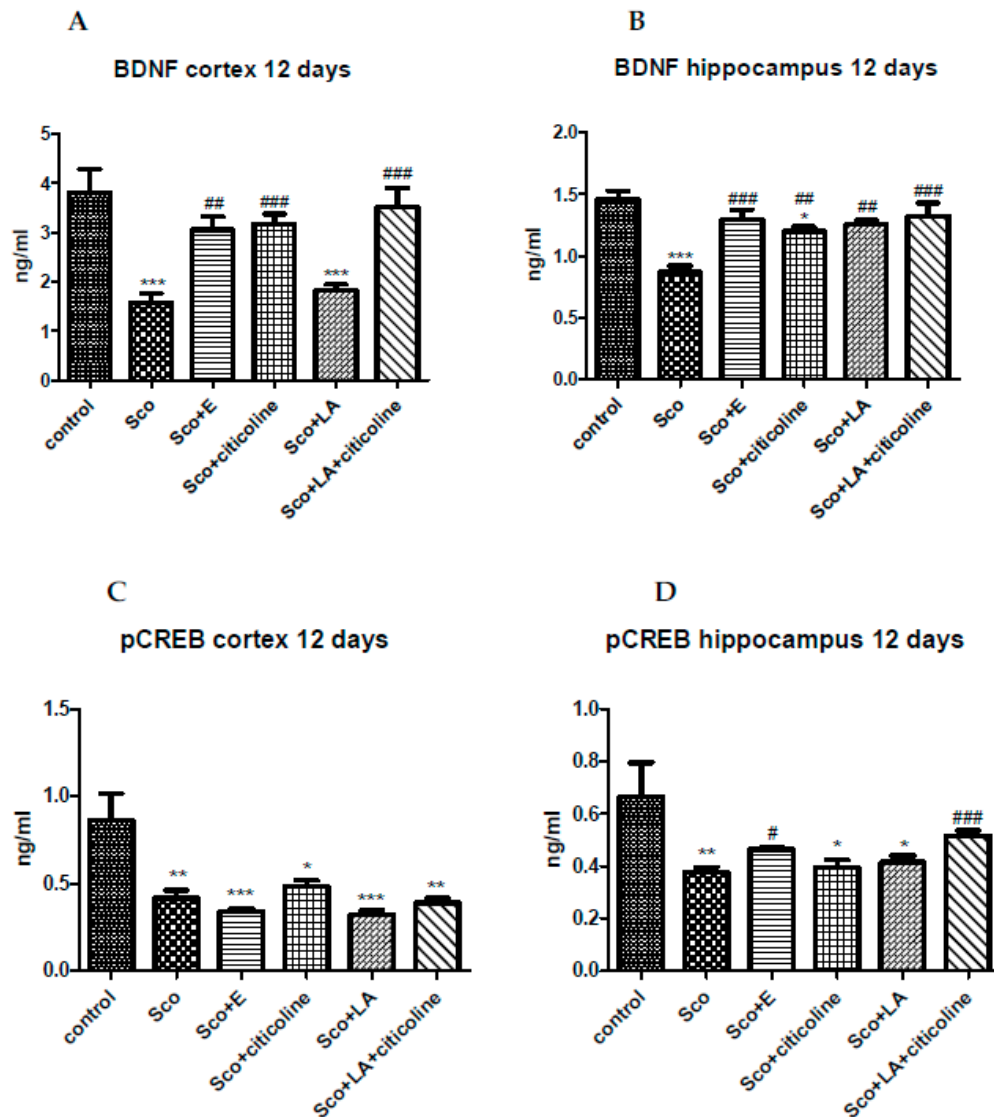 A
BDNF cortex 12 days
5
4
3
2
1
0
ng/ml
***
##
###
***
###
control
Sco
Sco+E
Sco+citicoline
Sco+LA
Sco+LA+citicoline
B
BDNF hippocampus 12 days
2.0
1.5
1.0
0.5
0.0
ng/ml
***
###
##
*
##
###
control
Sco
Sco+E
Sco+citicoline
Sco+LA
Sco+LA+citicoline
C
pCREB cortex 12 days
1.5
1.0
0.5
0.0
ng/ml
**
***
*
***
**
control
Sco
Sco+E
Sco+citicoline
Sco+LA
Sco+LA+citicoline
D
pCREB hippocampus 12 days
1.0
0.8
0.6
0.4
0.2
0.0
ng/ml
**
#
*
*
###
control
Sco
Sco+E
Sco+citicoline
Sco+LA
Sco+LA+citicoline